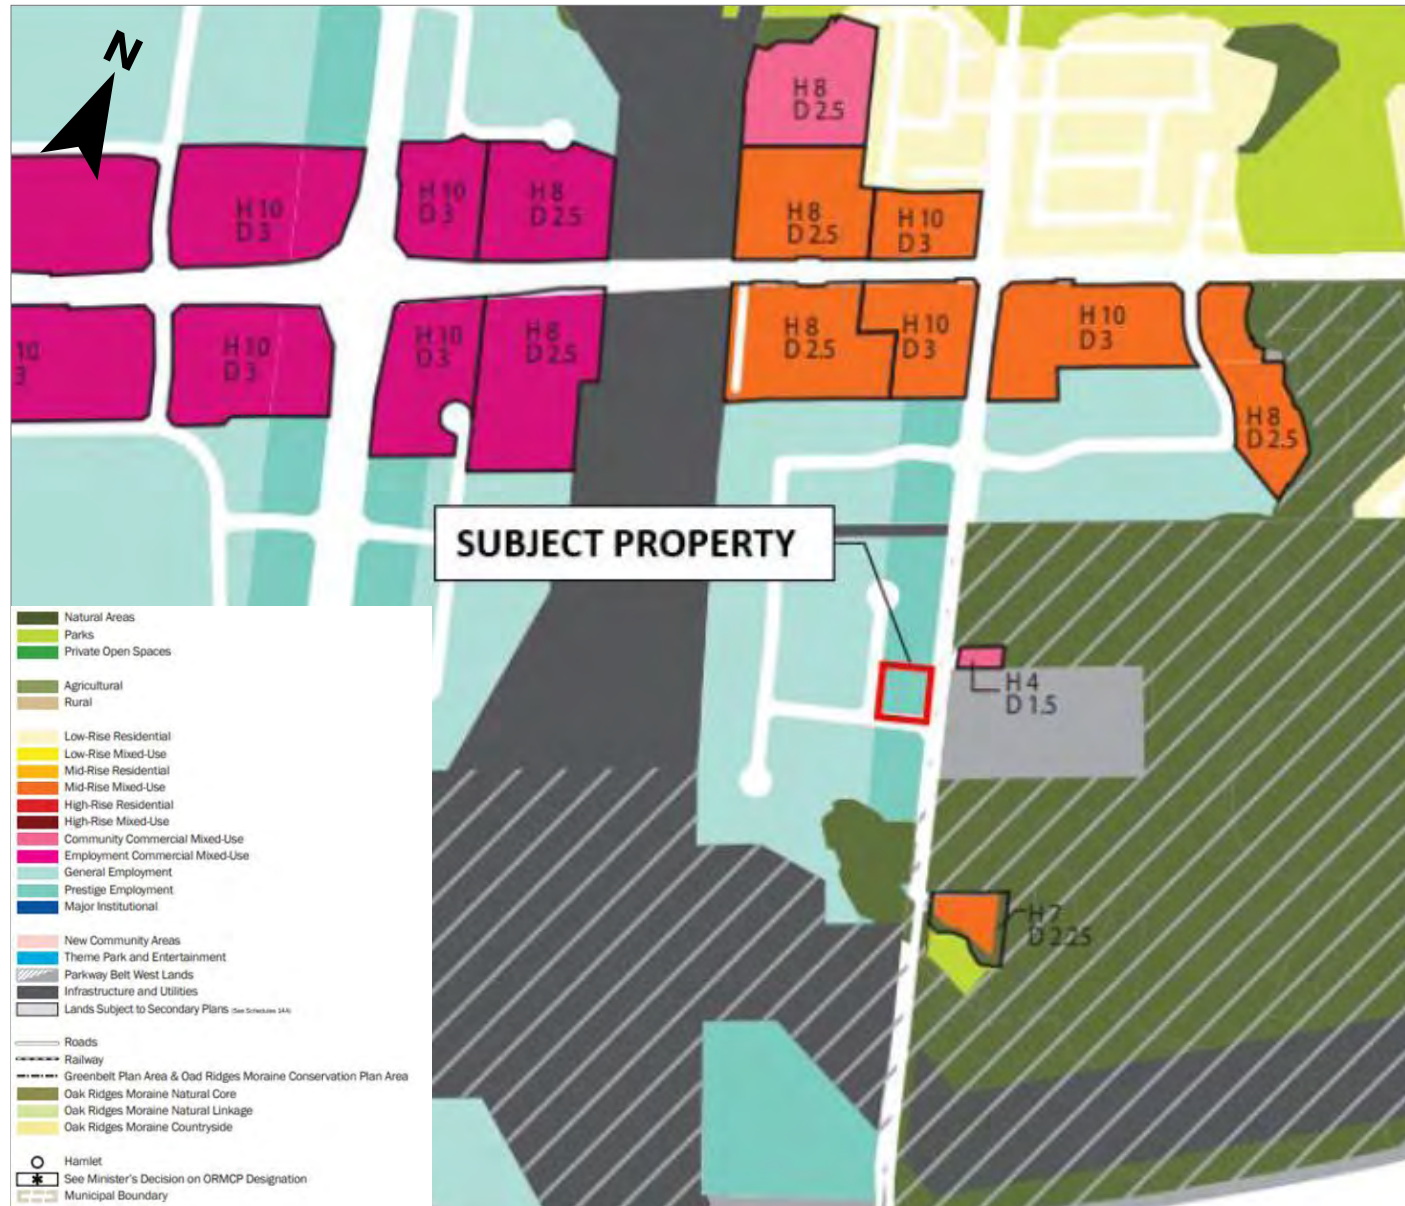 N
H 8
D 2.5
H 10
D 3
H 10
D 3
H 8
D 2.5
H 8
D 2.5
H 10
D 3
10
3
H 10
D 3
H 10
D 3
H 8
D 2.5
H 8
D 2.5
H 10
D 3
H 10
D 3
H 8
D 2.5
SUBJECT PROPERTY
H 4
D 1.5
H 7
D 2.25
Natural Areas
Parks
Private Open Spaces
Agricultural
Rural
Low-Rise Residential
Low-Rise Mixed-Use
Mid-Rise Residential
Mid-Rise Mixed-Use
High-Rise Residential
High-Rise Mixed-Use
Community Commercial Mixed-Use
Employment Commercial Mixed-Use
General Employment
Prestige Employment
Major Institutional
New Community Areas
Theme Park and Entertainment
Parkway Belt West Lands
Infrastructure and Utilities
Lands Subject to Secondary Plans (See Schedules 14A)
Roads
Railway
Greenbelt Plan Area & Oad Ridges Moraine Conservation Plan Area
Oak Ridges Moraine Natural Core
Oak Ridges Moraine Natural Linkage
Oak Ridges Moraine Countryside
Hamlet
See Minister's Decision on ORMCP Designation
Municipal Boundary